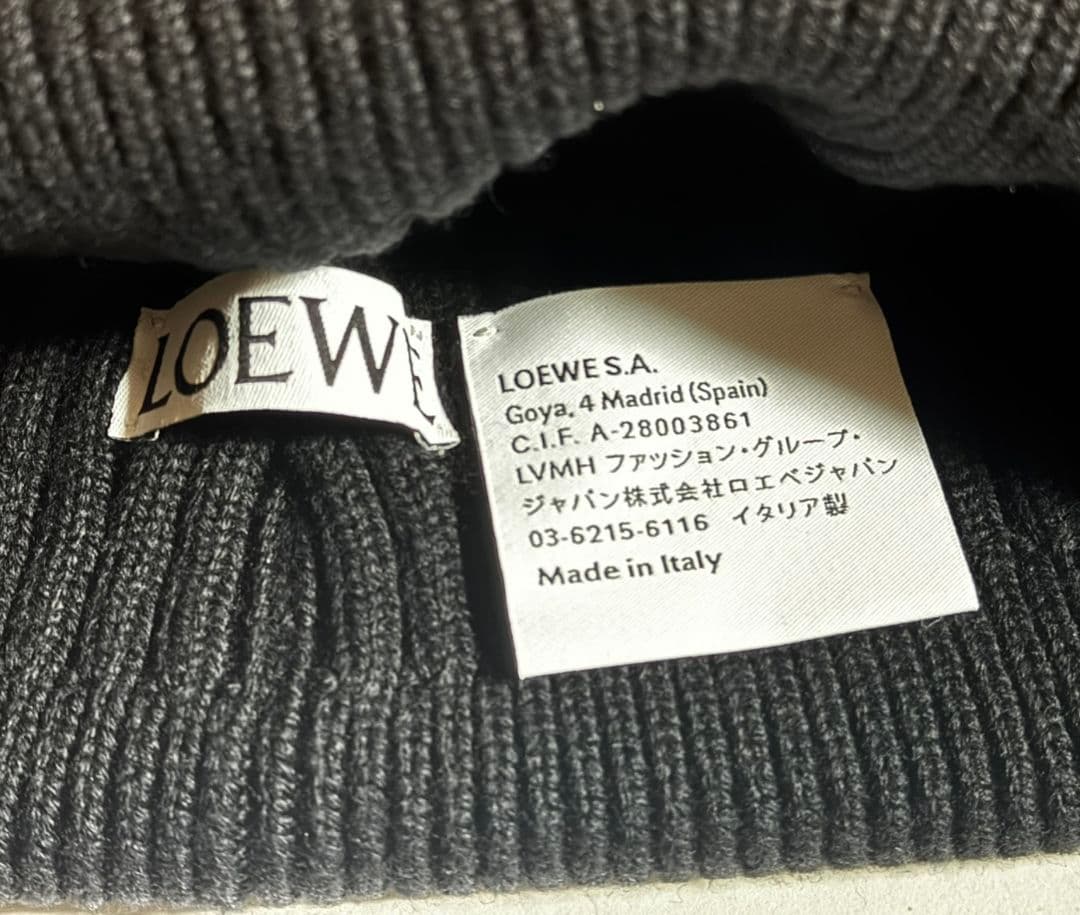 LOEWE
LOEWE S.A.
Goya, 4 Madrid (Spain)
C.I.F. A-28003861
LVMH ファッション・グループ・
ジャパン株式会社ロエベジャパン
03-6215-6116 イタリア製
Made in Italy